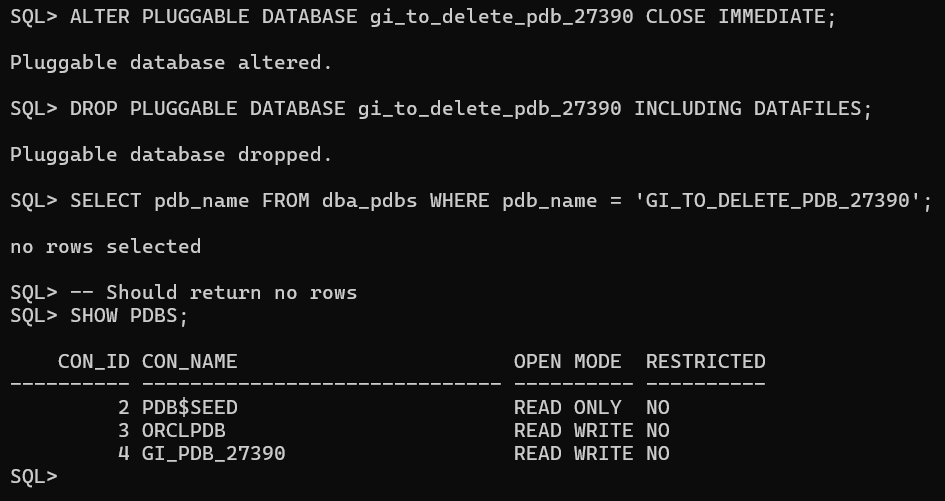 SQL> ALTER PLUGGABLE DATABASE gi_to_delete_pdb_27390 CLOSE IMMEDIATE;
Pluggable database altered.
SQL> DROP PLUGGABLE DATABASE gi_to_delete_pdb_27390 INCLUDING DATAFILES;
Pluggable database dropped.
SQL> SELECT pdb_name FROM dba_pdbs WHERE pdb_name = 'GI_TO_DELETE_PDB_27390';
no rows selected
SQL> -- Should return no rows
SQL> SHOW PDBS;
    CON_ID CON_NAME                       OPEN MODE  RESTRICTED
---------- ------------------------------ ---------- ----------
         2 PDB$SEED                       READ ONLY  NO
         3 ORCLPDB                        READ WRITE NO
         4 GI_PDB_27390                   READ WRITE NO
SQL>